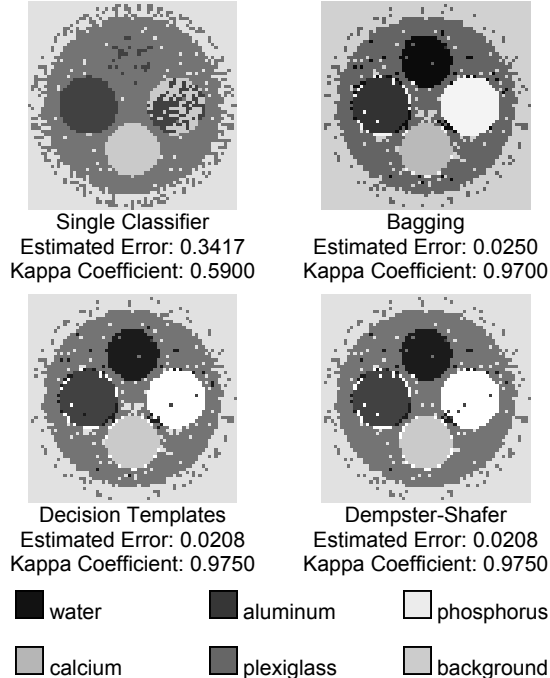 Single Classifier
Estimated Error: 0.3417
Kappa Coefficient: 0.5900
Bagging
Estimated Error: 0.0250
Kappa Coefficient: 0.9700
Decision Templates
Estimated Error: 0.0208
Kappa Coefficient: 0.9750
Dempster-Shafer
Estimated Error: 0.0208
Kappa Coefficient: 0.9750
water
aluminum
phosphorus
calcium
plexiglass
background